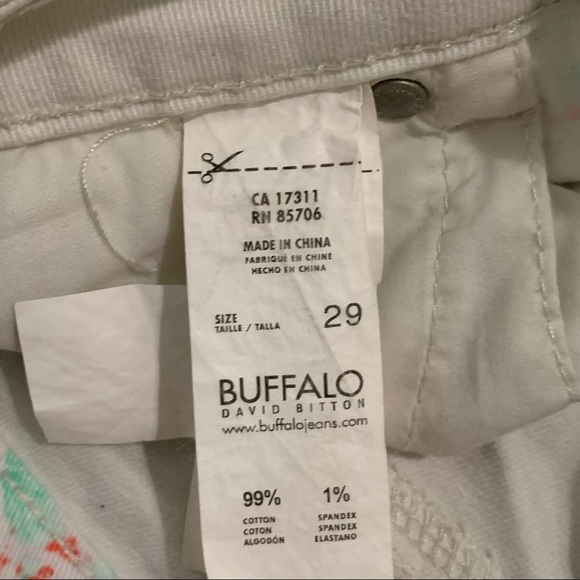 CA 17311
RN 85706
MADE IN CHINA
FABRIQUÉ EN CHINE
HECHO EN CHINA
SIZE
TAILLE / TALLA
29
BUFFALO
DAVID BITTON
www.buffalojeans.com
99% 1%
COTTON SPANDEX
COTON SPANDEX
ALGODÓN ELASTANO